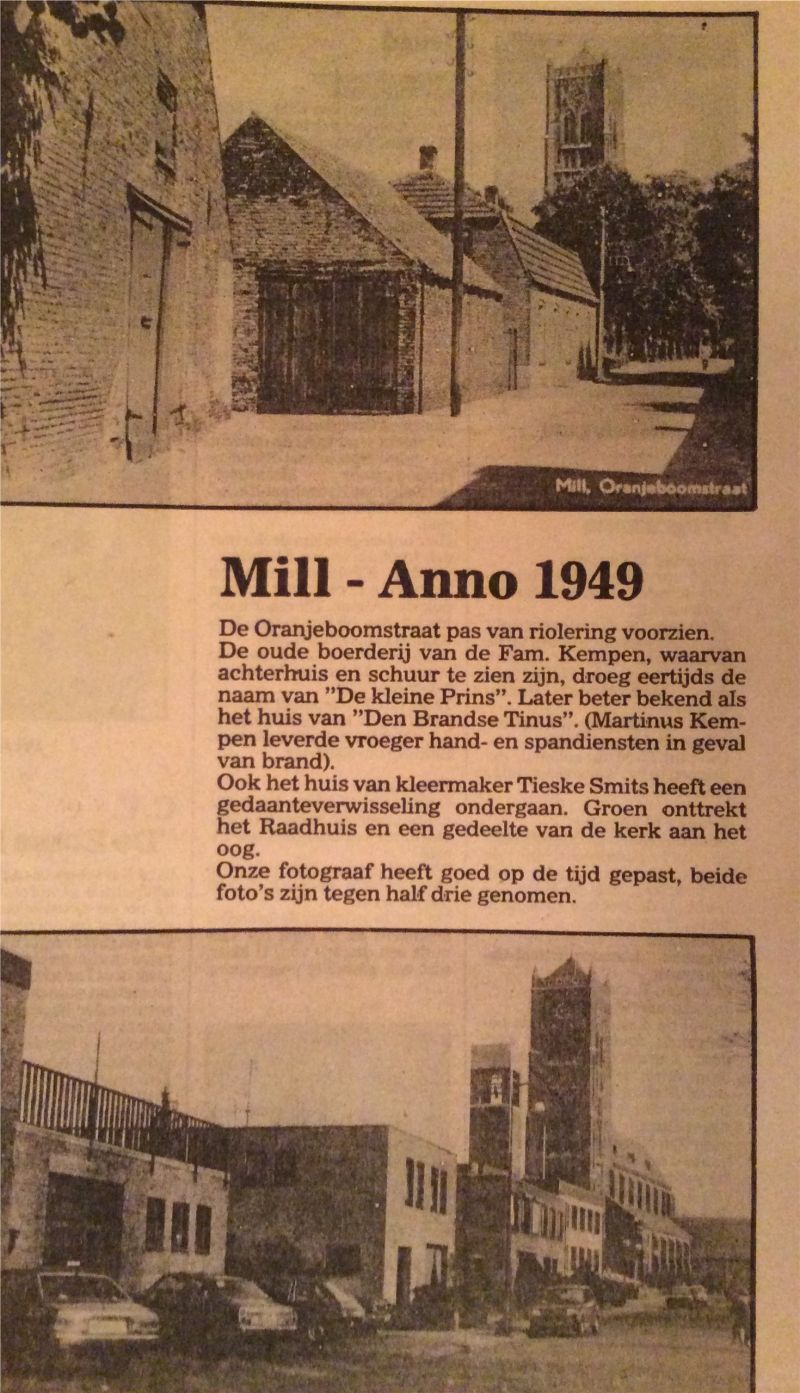 Mill, Oranjeboomstraat
Mill - Anno 1949
De Oranjeboomstraat pas van riolering voorzien.
De oude boerderij van de Fam. Kempen, waarvan
achterhuis en schuur te zien zijn, droeg eertijds de
naam van ”De kleine Prins”. Later beter bekend als
het huis van ”Den Brandse Tinus”. (Martinus Kem-
pen leverde vroeger hand- en spandiensten in geval
van brand).
Ook het huis van kleermaker Tieske Smits heeft een
gedaanteverwisseling ondergaan. Groen onttrekt
het Raadhuis en een gedeelte van de kerk aan het
oog.
Onze fotograaf heeft goed op de tijd gepast, beide
foto's zijn tegen half drie genomen.